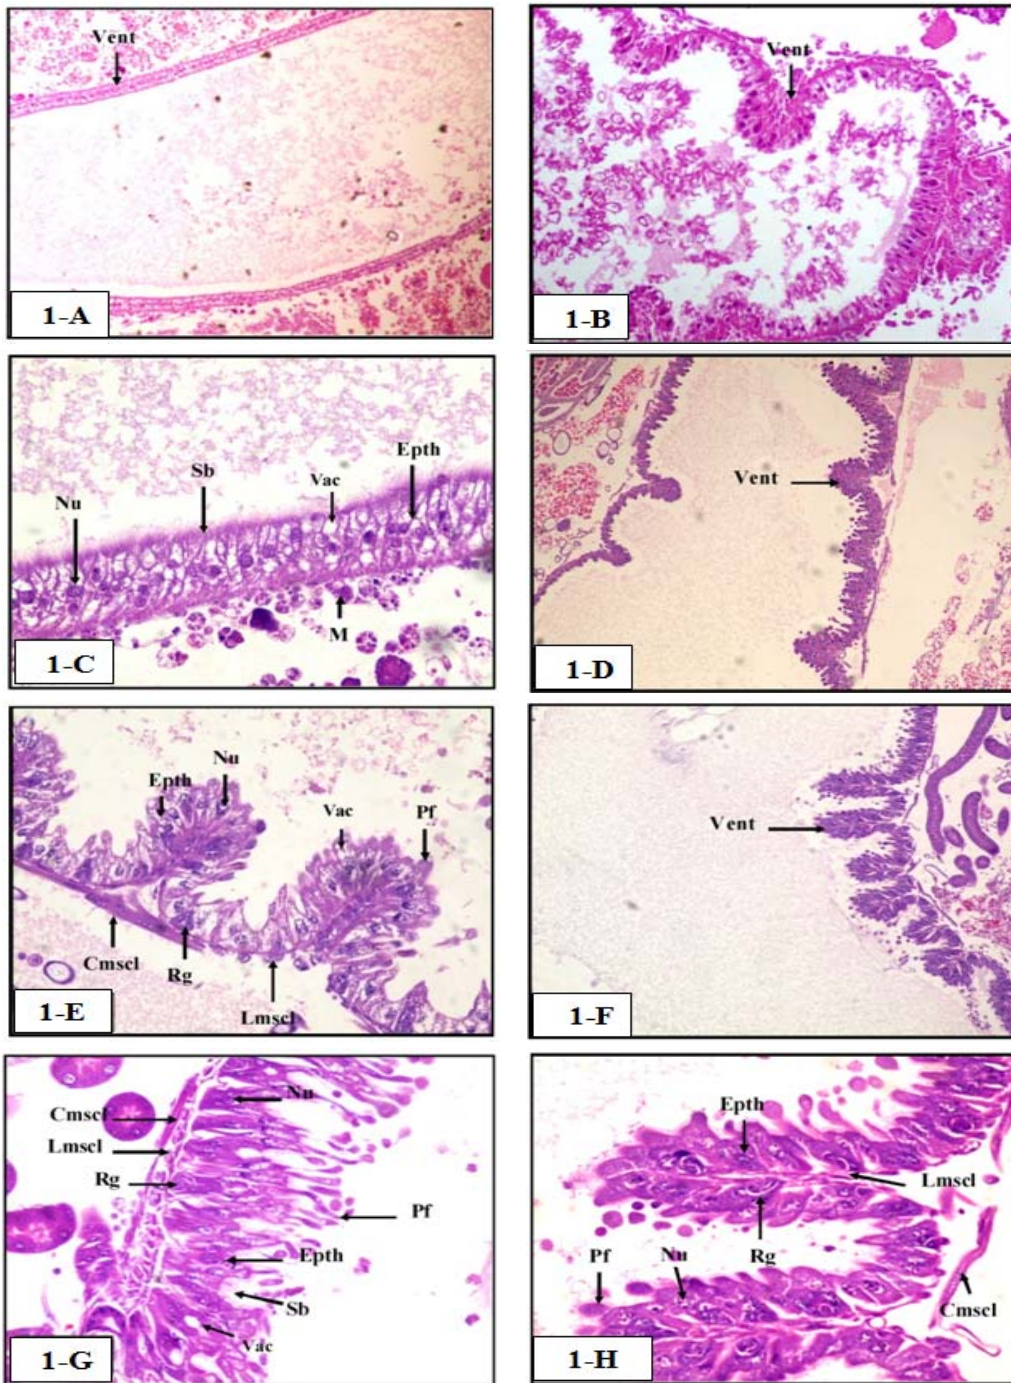 Vent
1-A
Vent
1-B
Epth
Vac
Sb
Nu
M
1-C
Vent
1-D
Nu
Epth
Vac
Pf
Cmscl
Rg
Lmscl
1-E
Vent
1-F
Nu
Cmscl
Lmscl
Rg
Pf
Epth
Sb
Vac
1-G
Epth
Lmscl
Pf
Nu
Rg
Cmscl
1-H